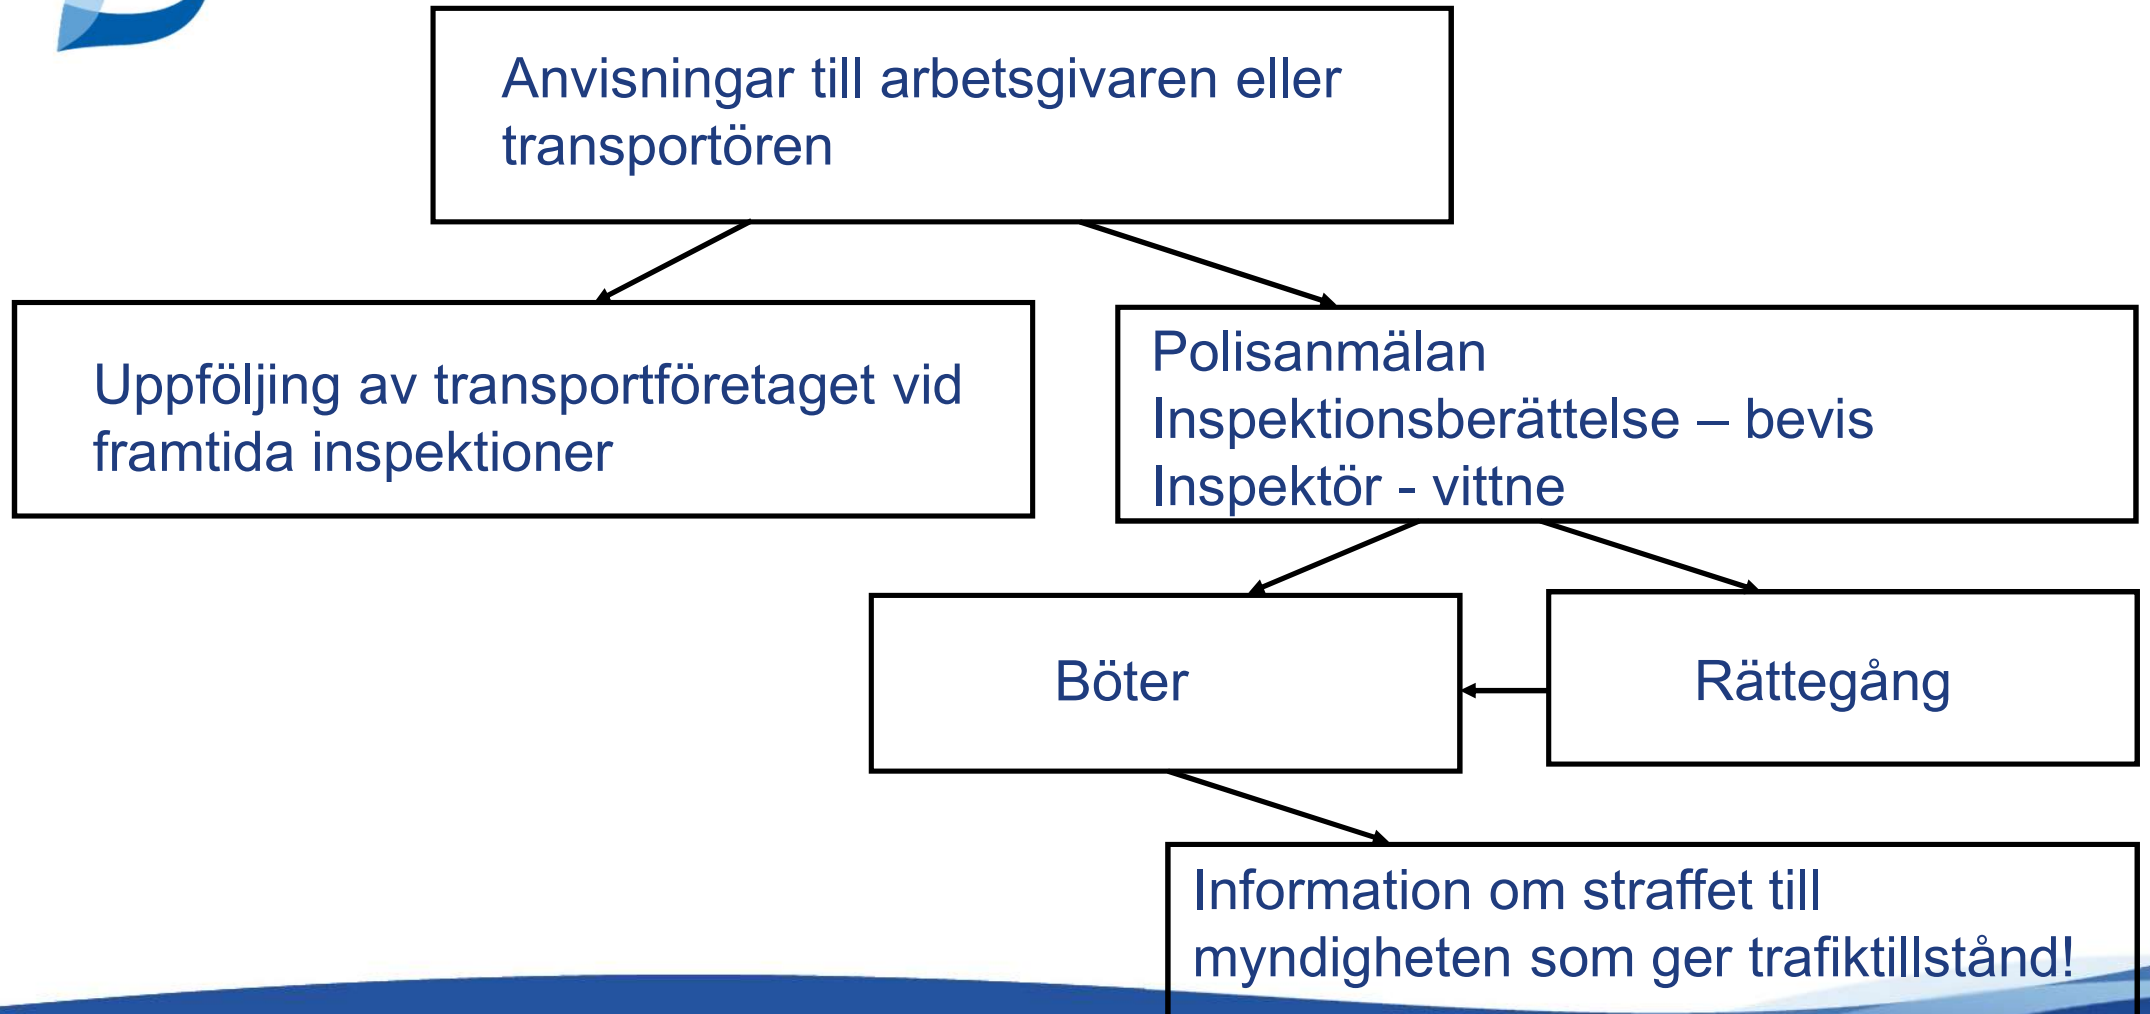 Anvisningar till arbetsgivaren eller
transportören
Uppföljing av transportföretaget vid
framtida inspektioner
Polisanmälan
Inspektionsberättelse – bevis
Inspektör - vittne
Böter
Rättegång
Information om straffet till
myndigheten som ger trafiktillstånd!